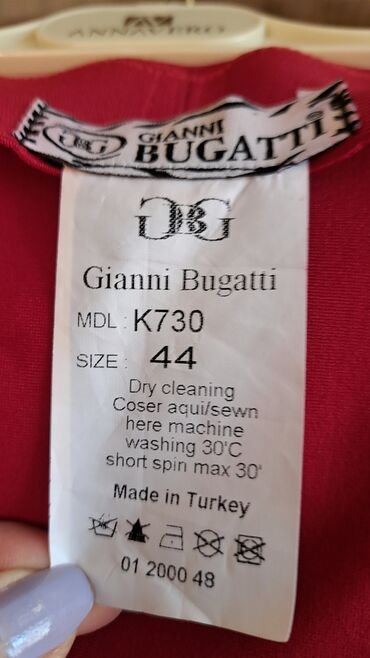 ANNAVERO
GIANNI
BUGATTI
Gianni Bugatti
MDL : K730
SIZE : 44
Dry cleaning
Coser aqui/sewn
here machine
washing 30'C
short spin max 30'
Made in Turkey
01 2000 48